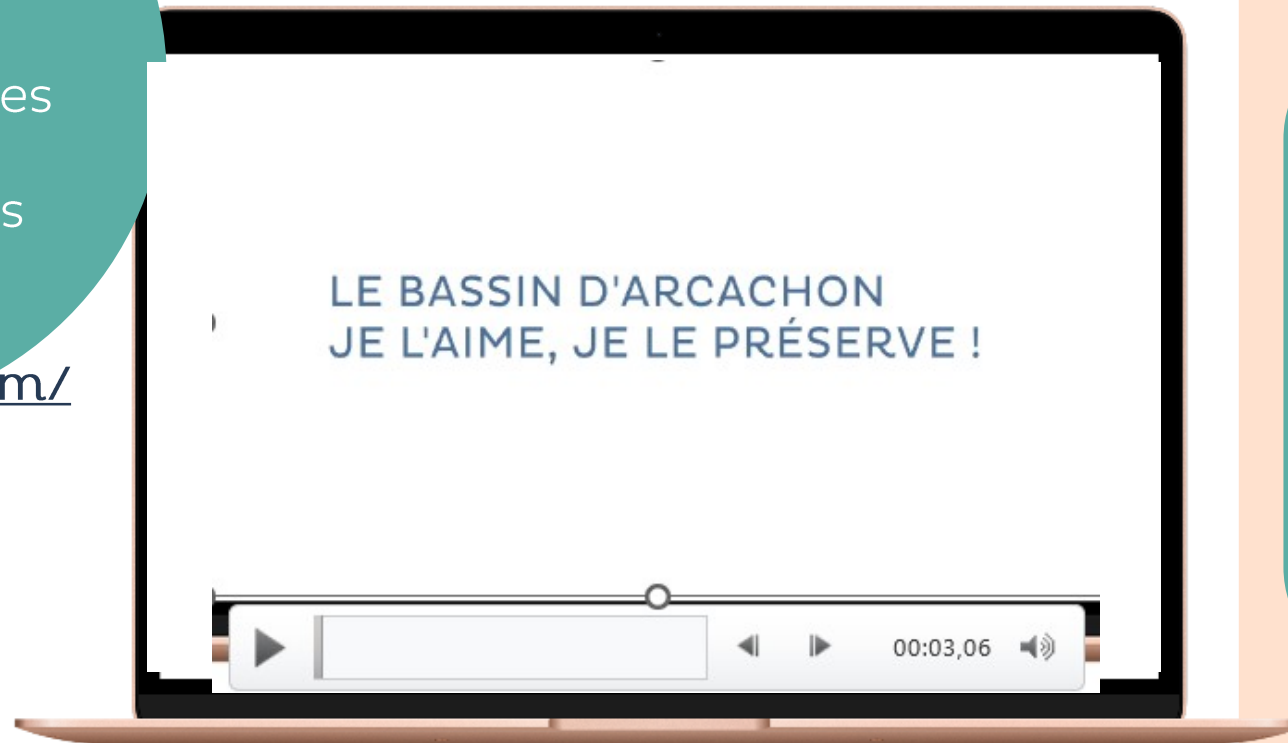 es
s
m/
LE BASSIN D'ARCACHON
JE L'AIME, JE LE PRÉSERVE !
00:03,06